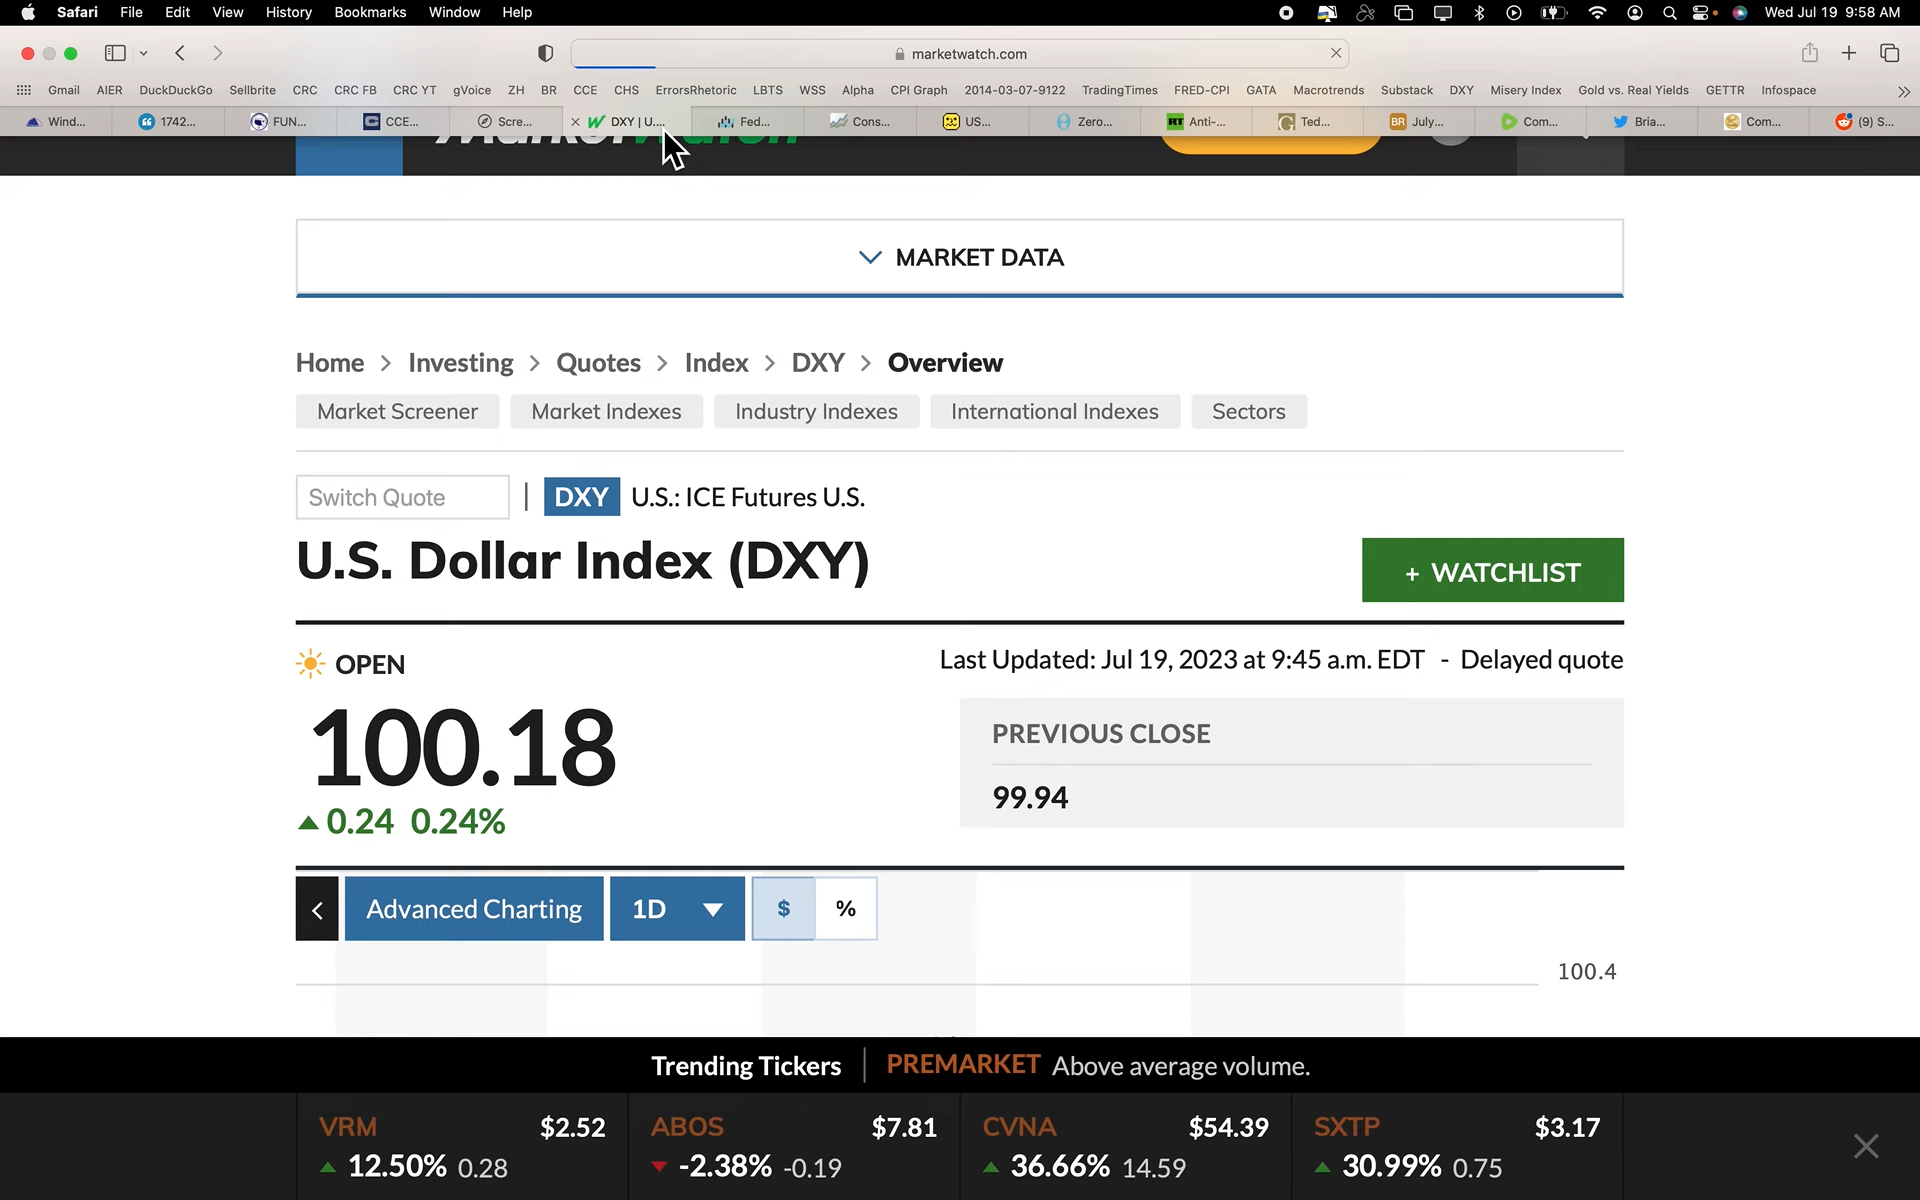 Safari File Edit View History Bookmarks Window Help Wed Jul 19 9:58 AM
marketwatch.com
Gmail AIER DuckDuckGo Sellbrite CRC CRC FB CRC YT gVoice ZH BR CCE CHS ErrorsRhetoric LBTS WSS Alpha CPI Graph 2014-03-07-9122 TradingTimes FRED-CPI GATA Macrotrends Substack DXY Misery Index Gold vs. Real Yields GETTR Infospace
Wind... 1742... FUN... CCE... Scre... DXY | U.... Fed... Cons... US... Zero... RT Anti-... Ted... BR July... Com... Bria... Com... (9) S...
MARKET DATA
Home > Investing > Quotes > Index > DXY > Overview
Market Screener Market Indexes Industry Indexes International Indexes Sectors
Switch Quote | DXY U.S.: ICE Futures U.S.
U.S. Dollar Index (DXY)
+ WATCHLIST
OPEN
Last Updated: Jul 19, 2023 at 9:45 a.m. EDT - Delayed quote
100.18
0.24 0.24%
PREVIOUS CLOSE
99.94
Advanced Charting 1D $ %
100.4
Trending Tickers | PREMARKET Above average volume.
VRM $2.52 ABOS $7.81 CVNA $54.39 SXTP $3.17
12.50% 0.28 -2.38% -0.19 36.66% 14.59 30.99% 0.75